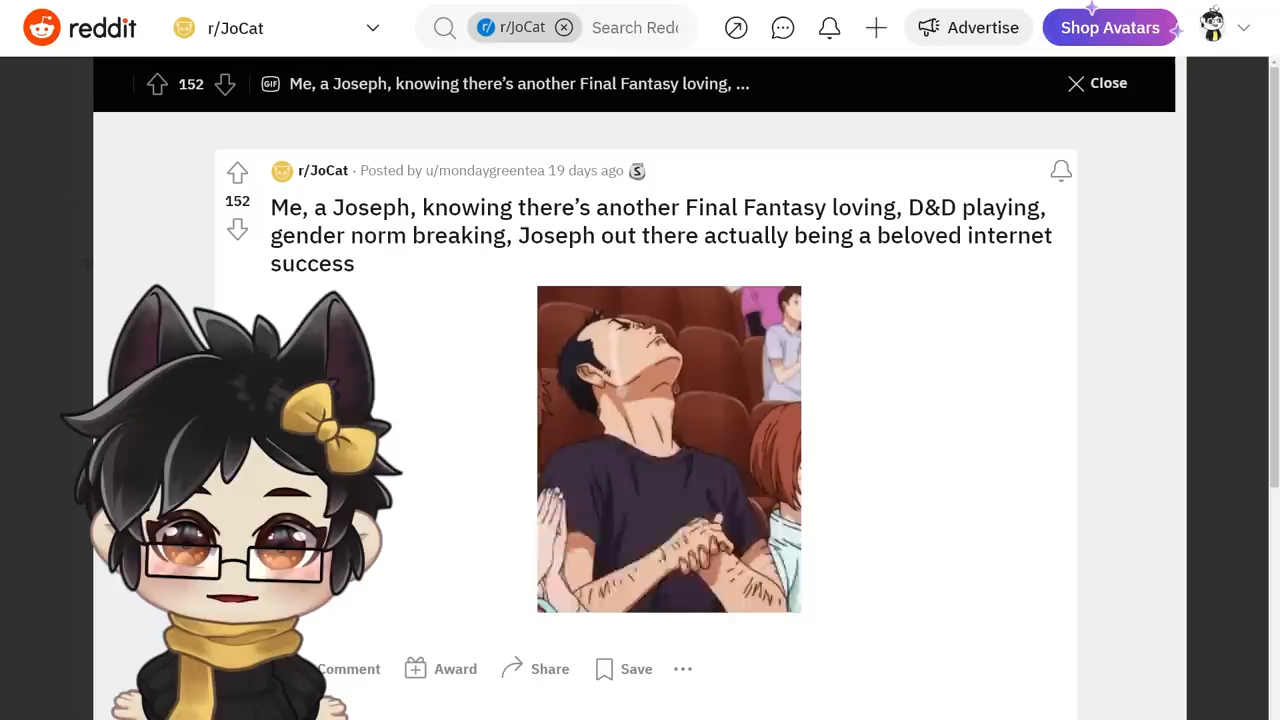 reddit r/JoCat r/JoCat Search Redd Advertise Shop Avatars
152 GIF Me, a Joseph, knowing there’s another Final Fantasy loving, ... Close
r/JoCat · Posted by u/mondaygreentea 19 days ago S
152
Me, a Joseph, knowing there’s another Final Fantasy loving, D&D playing,
gender norm breaking, Joseph out there actually being a beloved internet
success
Comment Award Share Save